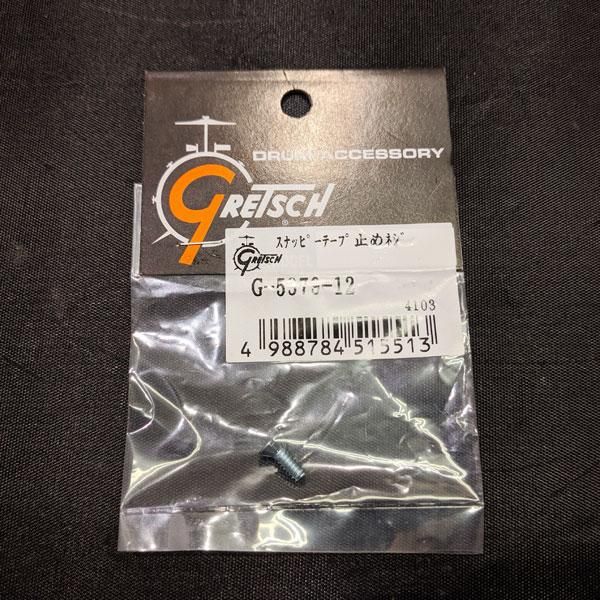 DRUM ACCESSORY
GRETSCH
®
スナッピーテープ 止めネジ
GRETSCH
G-5373-12
4103
4 988784 515513